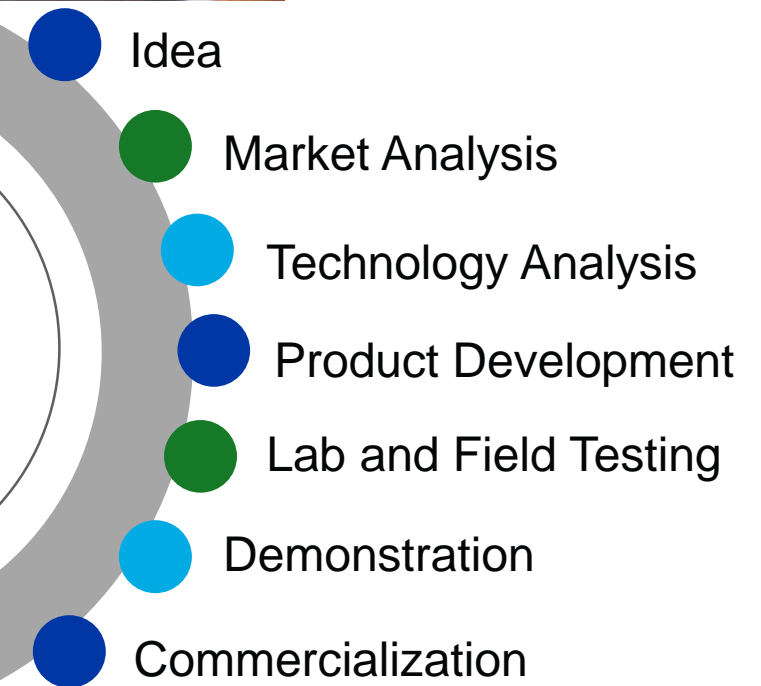 Idea
Market Analysis
Technology Analysis
Product Development
Lab and Field Testing
Demonstration
Commercialization